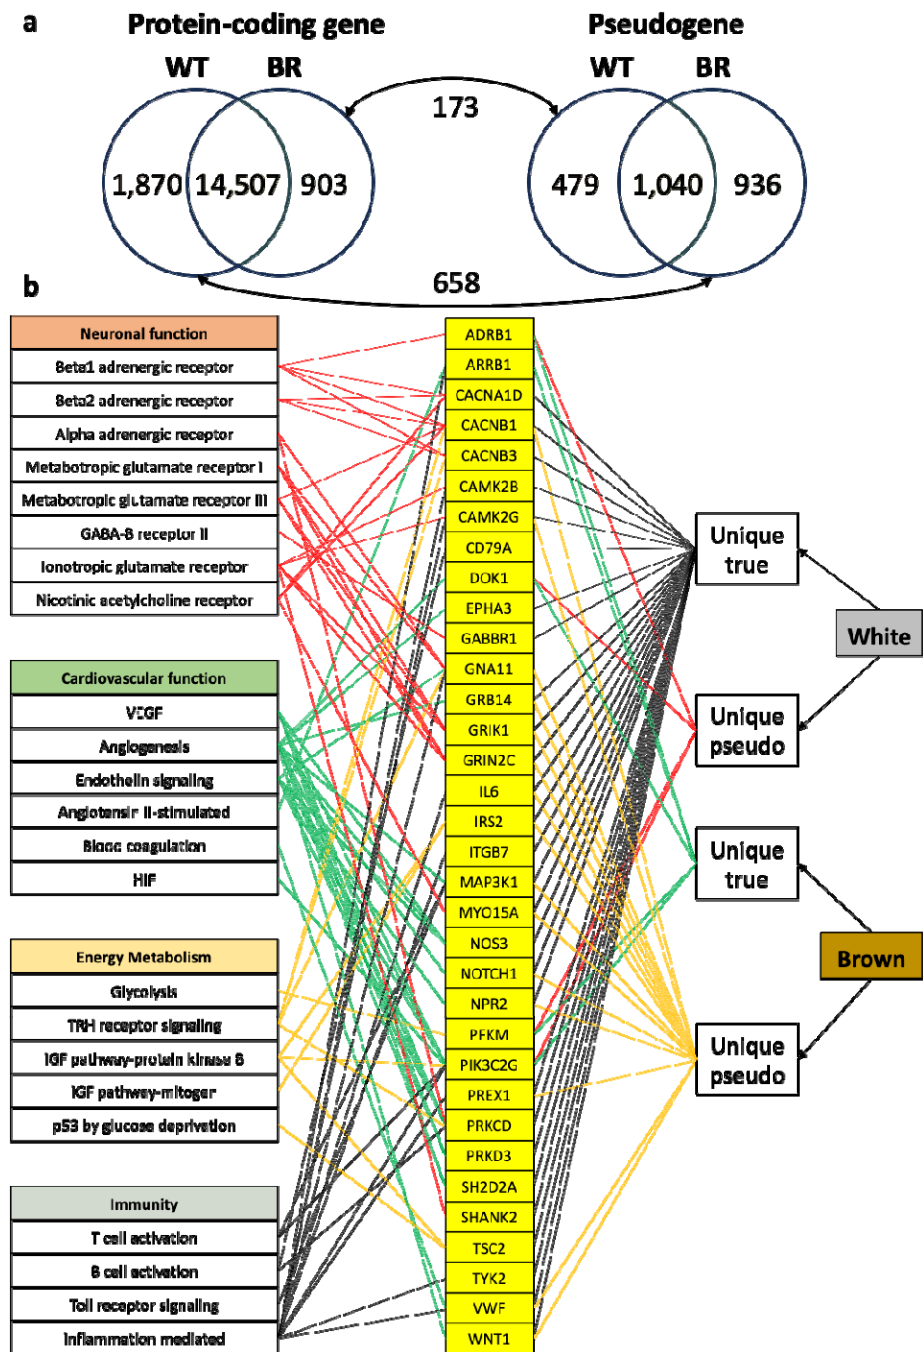 a
Protein-coding gene
Pseudogene
WT BR
WT BR
173
1,870 14,507 903
479 1,040 936
658
b
Neuronal function
Beta1 adrenergic receptor
Beta2 adrenergic receptor
Alpha adrenergic receptor
Metabotropic glutamate receptor I
Metabotropic glutamate receptor III
GABA-B receptor II
Ionotropic glutamate receptor
Nicotinic acetylcholine receptor
Cardiovascular function
VEGF
Angiogenesis
Endothelin signaling
Angiotensin II-stimulated
Blood coagulation
HIF
Energy Metabolism
Glycolysis
TRH receptor signaling
IGF pathway-protein kinase B
IGF pathway-mitogen
p53 by glucose deprivation
Immunity
T cell activation
B cell activation
Toll receptor signaling
Inflammation mediated
ADRB1
ARRB1
CACNA1D
CACNB1
CACNB3
CAMK2B
CAMK2G
CD79A
DOK1
EPHA3
GABBR1
GNA11
GRB14
GRIK1
GRIN2C
IL6
IRS2
ITGB7
MAP3K1
MYO15A
NOS3
NOTCH1
NPR2
PFKM
PIK3C2G
PREX1
PRKCD
PRKD3
SH2D2A
SHANK2
TSC2
TYK2
VWF
WNT1
Unique
true
Unique
pseudo
Unique
true
Unique
pseudo
White
Brown